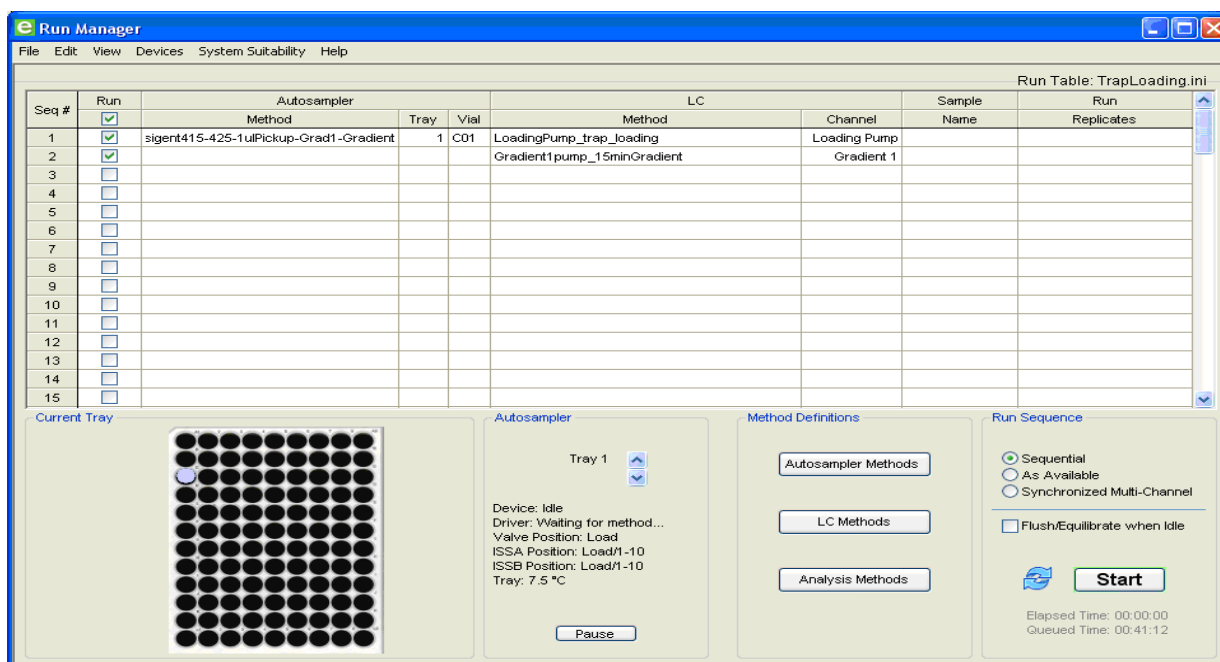 e Run Manager
File Edit View Devices System Suitability Help
Run Table: TrapLoading.ini
Seq # Run Autosampler LC Sample Run
Method Tray Vial Method Channel Name Replicates
1 sigent415-425-1ulPickup-Grad1-Gradient 1 C01 LoadingPump_trap_loading Loading Pump
2 Gradient1pump_15minGradient Gradient 1
3
4
5
6
7
8
9
10
11
12
13
14
15
Current Tray
Autosampler
Tray 1
Device: Idle
Driver: Waiting for method...
Valve Position: Load
ISSA Position: Load/1-10
ISSB Position: Load/1-10
Tray: 7.5 °C
Pause
Method Definitions
Autosampler Methods
LC Methods
Analysis Methods
Run Sequence
Sequential
As Available
Synchronized Multi-Channel
Flush/Equilibrate when Idle
Start
Elapsed Time: 00:00:00
Queued Time: 00:41:12